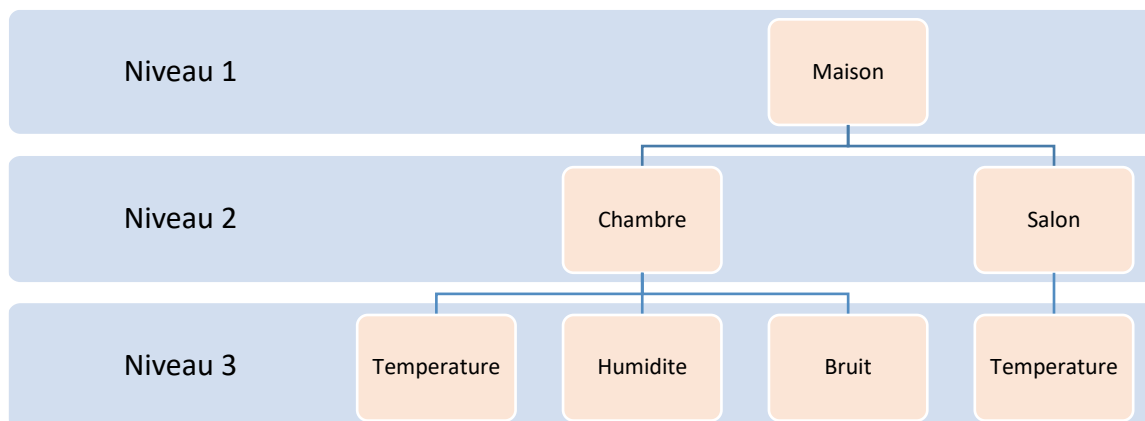 Niveau 1
Maison
Niveau 2
Chambre
Salon
Niveau 3
Temperature
Humidite
Bruit
Temperature